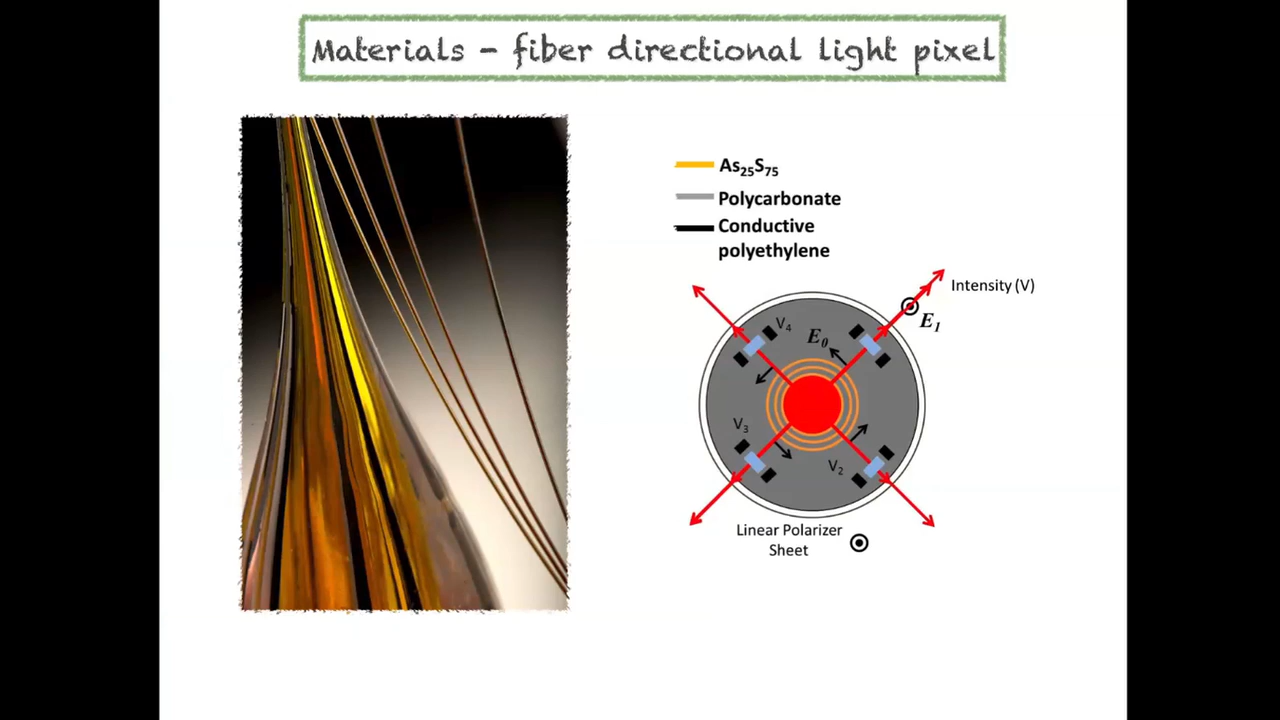 Materials - fiber directional light pixel
As₂₅S₇₅
Polycarbonate
Conductive
polyethylene
Intensity (V)
E₁
V₄
E₀
V₃
V₂
Linear Polarizer
Sheet